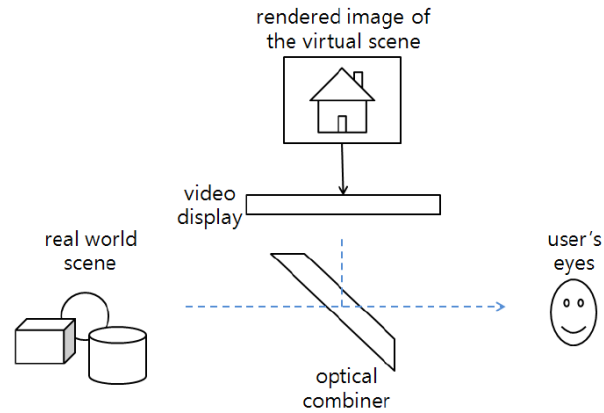 rendered image of
the virtual scene
video
display
real world
scene
user's
eyes
optical
combiner